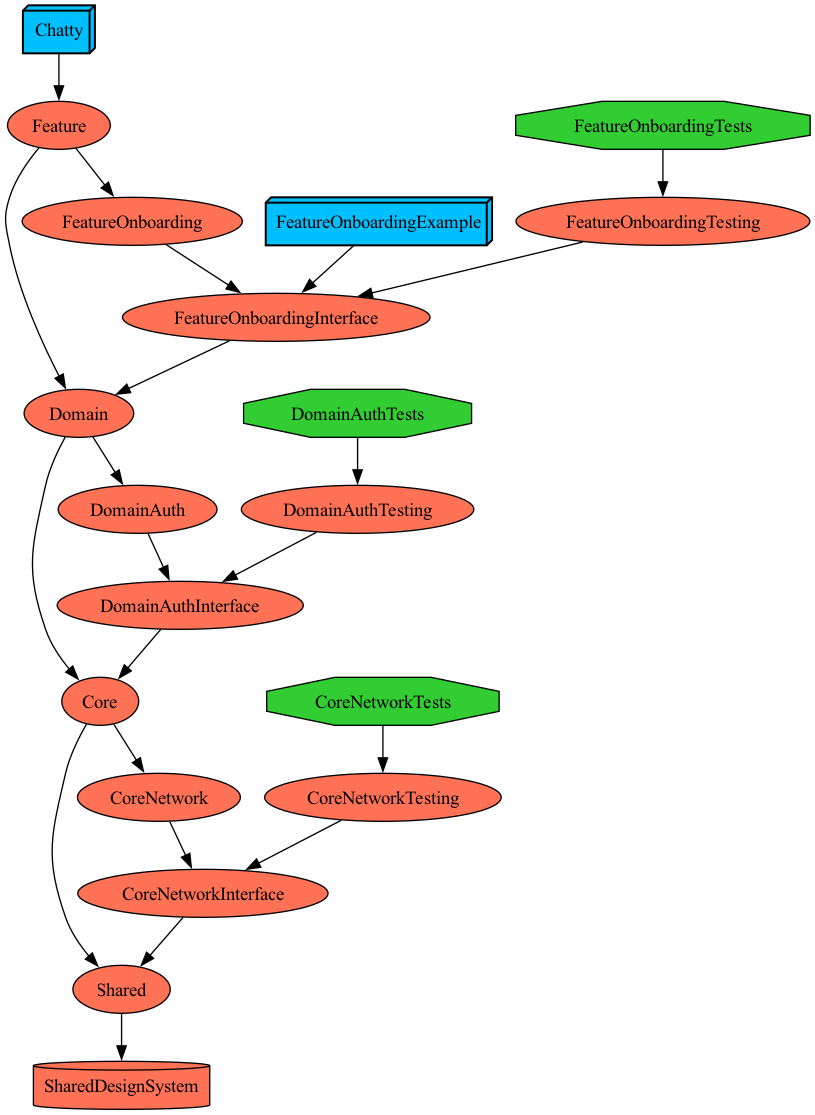 Chatty
Feature
FeatureOnboardingTests
FeatureOnboarding
FeatureOnboardingExample
FeatureOnboardingTesting
FeatureOnboardingInterface
Domain
DomainAuthTests
DomainAuth
DomainAuthTesting
DomainAuthInterface
Core
CoreNetworkTests
CoreNetwork
CoreNetworkTesting
CoreNetworkInterface
Shared
SharedDesignSystem